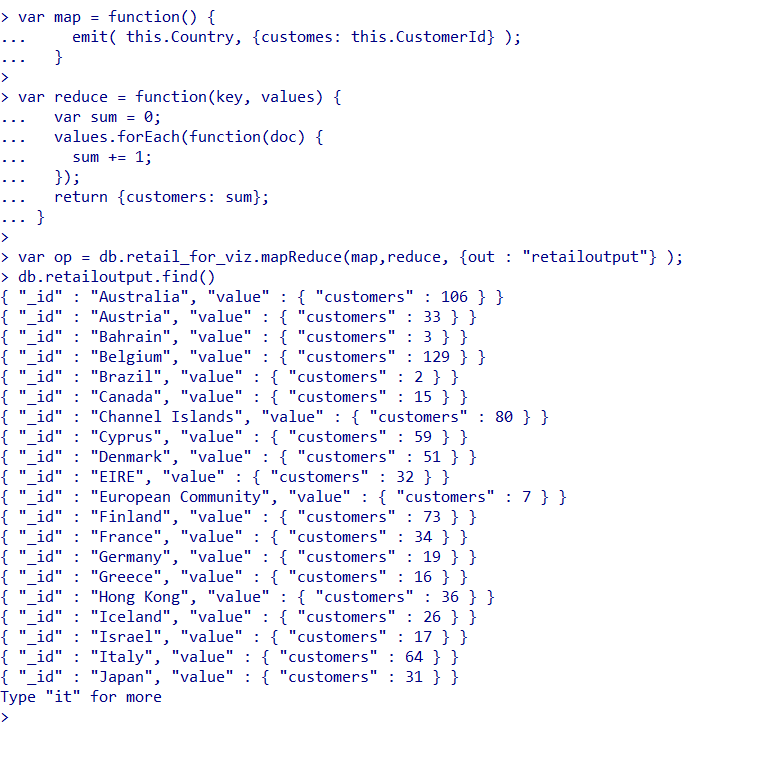 > var map = function() {
...     emit( this.Country, {customes: this.CustomerId} );
...   }
>
> var reduce = function(key, values) {
...   var sum = 0;
...   values.forEach(function(doc) {
...     sum += 1;
...   });
...   return {customers: sum};
... }
>
> var op = db.retail_for_viz.mapReduce(map,reduce, {out : "retailoutput"} );
> db.retailoutput.find()
{ "_id" : "Australia", "value" : { "customers" : 106 } }
{ "_id" : "Austria", "value" : { "customers" : 33 } }
{ "_id" : "Bahrain", "value" : { "customers" : 3 } }
{ "_id" : "Belgium", "value" : { "customers" : 129 } }
{ "_id" : "Brazil", "value" : { "customers" : 2 } }
{ "_id" : "Canada", "value" : { "customers" : 15 } }
{ "_id" : "Channel Islands", "value" : { "customers" : 80 } }
{ "_id" : "Cyprus", "value" : { "customers" : 59 } }
{ "_id" : "Denmark", "value" : { "customers" : 51 } }
{ "_id" : "EIRE", "value" : { "customers" : 32 } }
{ "_id" : "European Community", "value" : { "customers" : 7 } }
{ "_id" : "Finland", "value" : { "customers" : 73 } }
{ "_id" : "France", "value" : { "customers" : 34 } }
{ "_id" : "Germany", "value" : { "customers" : 19 } }
{ "_id" : "Greece", "value" : { "customers" : 16 } }
{ "_id" : "Hong Kong", "value" : { "customers" : 36 } }
{ "_id" : "Iceland", "value" : { "customers" : 26 } }
{ "_id" : "Israel", "value" : { "customers" : 17 } }
{ "_id" : "Italy", "value" : { "customers" : 64 } }
{ "_id" : "Japan", "value" : { "customers" : 31 } }
Type "it" for more
>